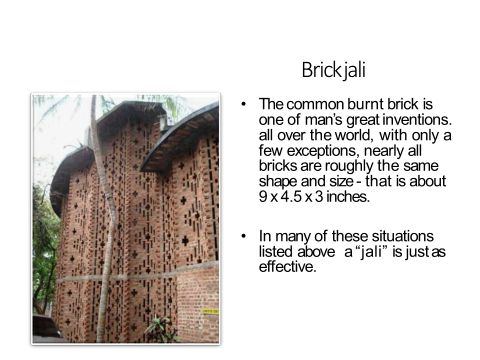 Brick jali
• The common burnt brick is
one of man's great inventions.
all over the world, with only a
few exceptions, nearly all
bricks are roughly the same
shape and size - that is about
9 x 4.5 x 3 inches.
• In many of these situations
listed above a “jali” is just as
effective.